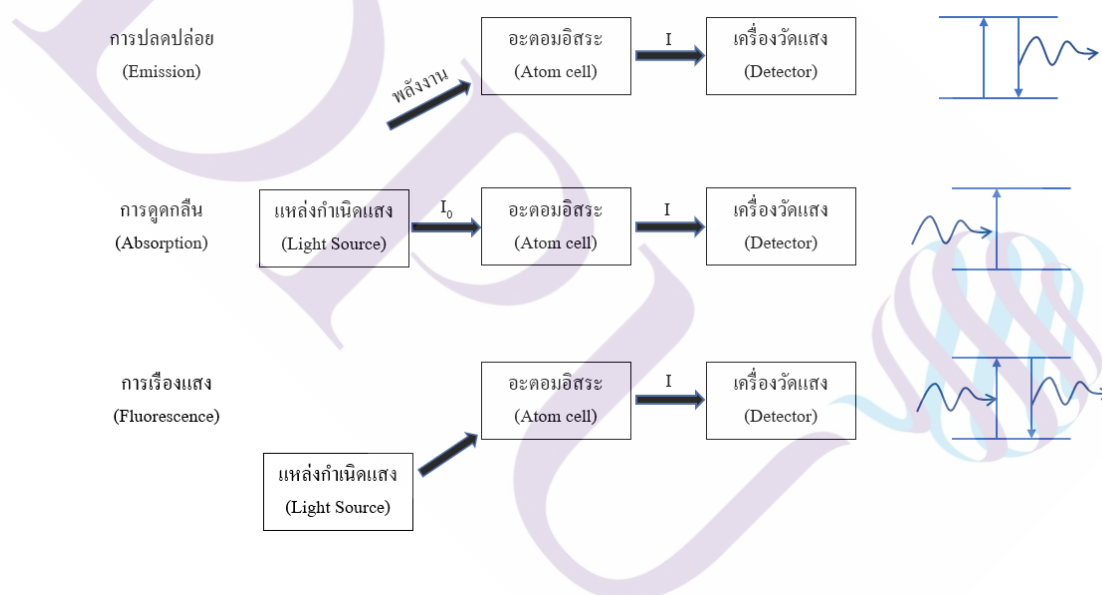 การปลดปล่อย
(Emission)
พลังงาน
อะตอมอิสระ
(Atom cell)
I
เครื่องวัดแสง
(Detector)
การดูดกลืน
(Absorption)
แหล่งกำเนิดแสง
(Light Source)
I0
อะตอมอิสระ
(Atom cell)
I
เครื่องวัดแสง
(Detector)
การเรืองแสง
(Fluorescence)
แหล่งกำเนิดแสง
(Light Source)
อะตอมอิสระ
(Atom cell)
I
เครื่องวัดแสง
(Detector)
DPU